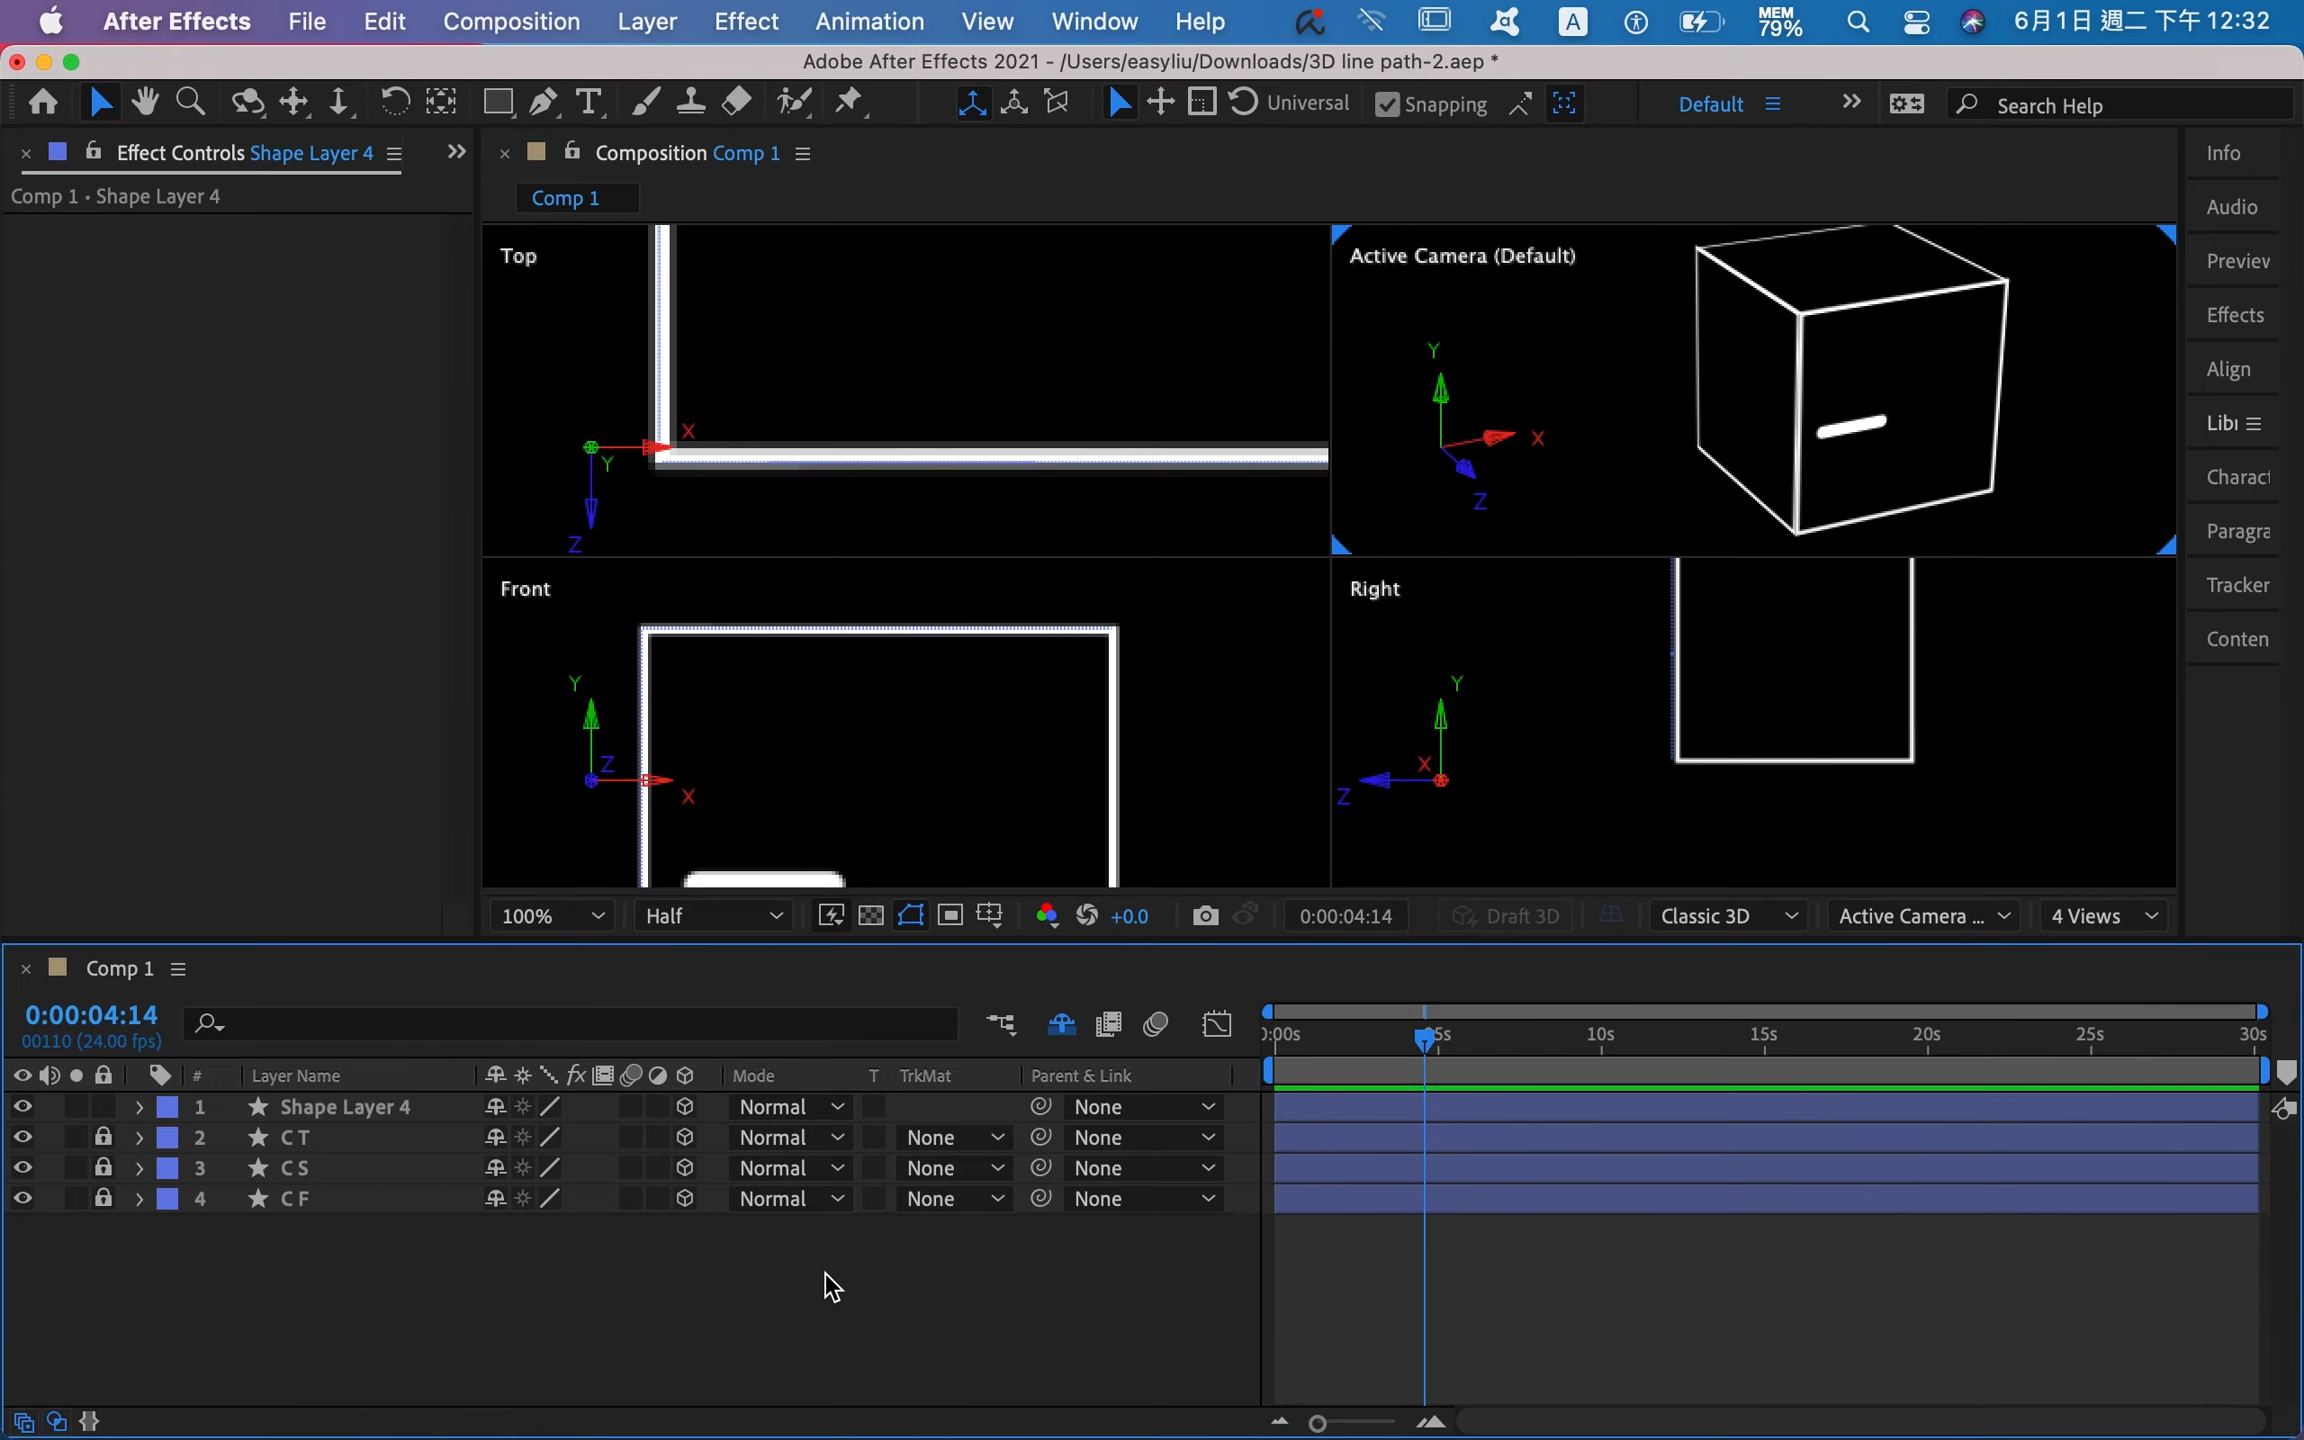 After Effects File Edit Composition Layer Effect Animation View Window Help A MEM 79% 6月1日 週二 下午 12:32
Adobe After Effects 2021 - /Users/easyliu/Downloads/3D line path-2.aep *
Universal Snapping Default Search Help
Effect Controls Shape Layer 4
Comp 1 • Shape Layer 4
Composition Comp 1
Comp 1
Top
X
Y
Z
Active Camera (Default)
Y
X
Z
Front
Y
Z
X
Right
Y
X
Z
100% Half +0.0 0:00:04:14 Draft 3D Classic 3D Active Camera ... 4 Views
Info
Audio
Preview
Effects
Align
Libr
Charact
Paragra
Tracker
Conten
Comp 1
0:00:04:14
00110 (24.00 fps)
0:00s 05s 10s 15s 20s 25s 30s
# Layer Name fx Mode T TrkMat Parent & Link
1 Shape Layer 4 Normal None
2 C T Normal None None
3 C S Normal None None
4 C F Normal None None